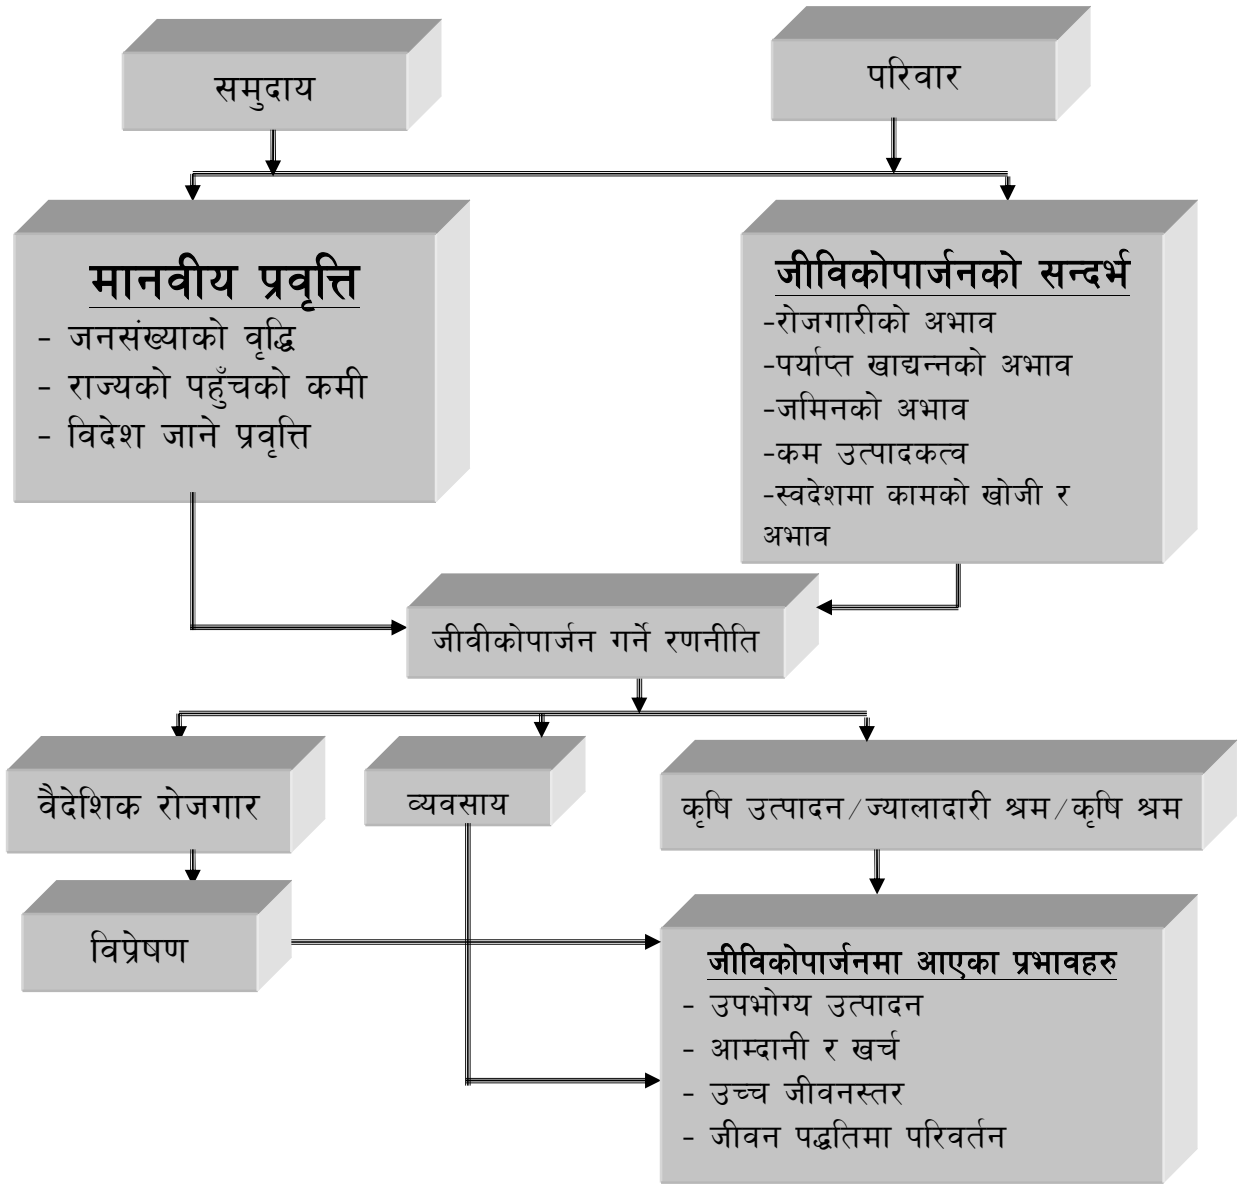 समुदाय
परिवार
मानवीय प्रवृत्ति
- जनसंख्याको वृद्धि
- राज्यको पहुँचको कमी
- विदेश जाने प्रवृत्ति
जीविकोपार्जनको सन्दर्भ
-रोजगारीको अभाव
-पर्याप्त खाद्यन्नको अभाव
-जमिनको अभाव
-कम उत्पादकत्व
-स्वदेशमा कामको खोजी र
अभाव
जीवीकोपार्जन गर्ने रणनीति
वैदेशिक रोजगार
व्यवसाय
कृषि उत्पादन/ज्यालादारी श्रम/कृषि श्रम
विप्रेषण
जीविकोपार्जनमा आएका प्रभावहरु
- उपभोग्य उत्पादन
- आम्दानी र खर्च
- उच्च जीवनस्तर
- जीवन पद्धतिमा परिवर्तन